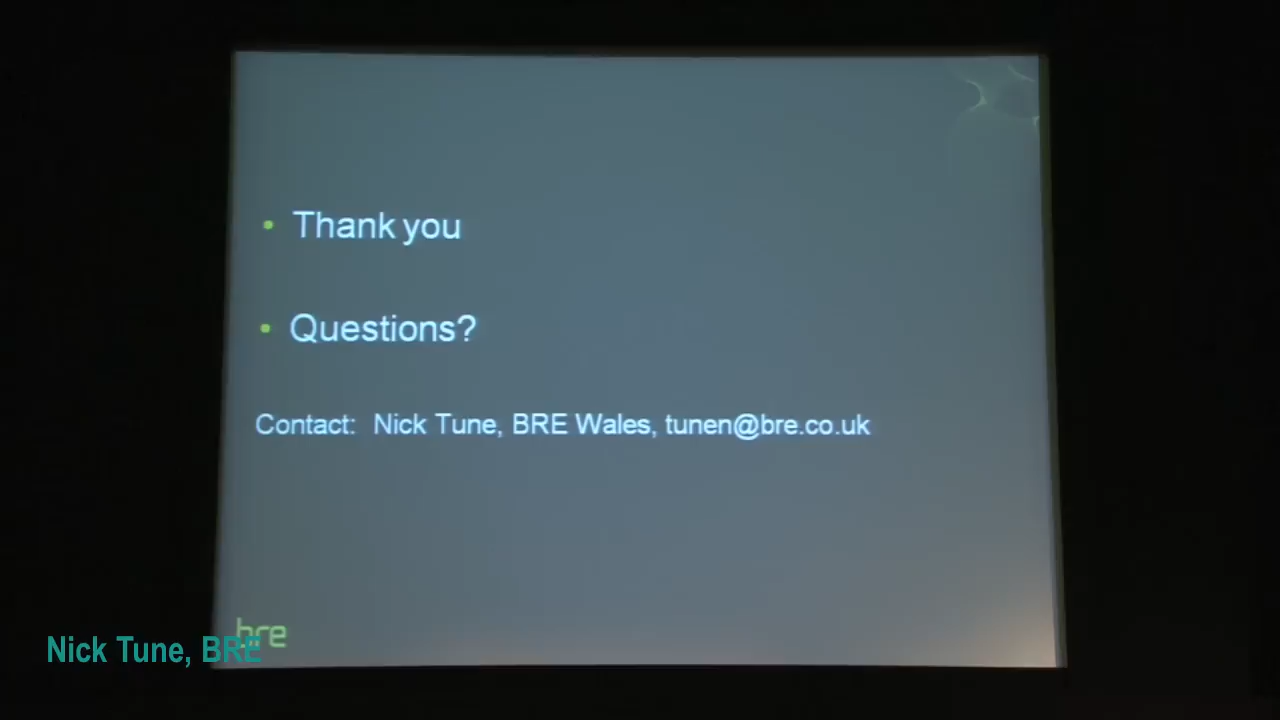 • Thank you
• Questions?
Contact: Nick Tune, BRE Wales, tunen@bre.co.uk
bre
Nick Tune, BRE